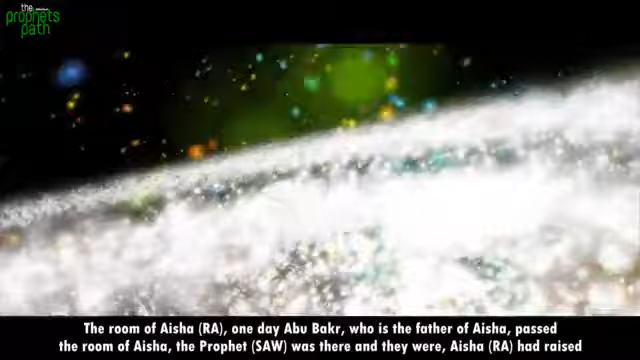 the
prophets
path
The room of Aisha (RA), one day Abu Bakr, who is the father of Aisha, passed
the room of Aisha, the Prophet (SAW) was there and they were, Aisha (RA) had raised